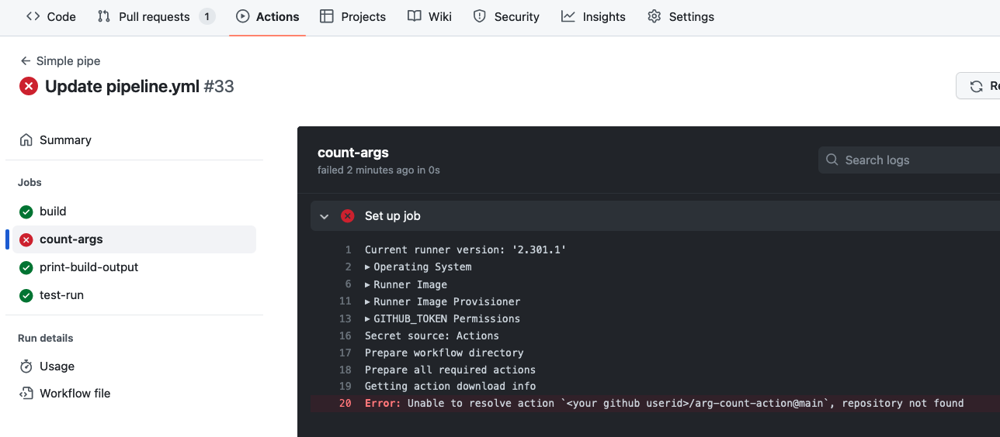 Code Pull requests 1 Actions Projects Wiki Security Insights Settings
Simple pipe
Update pipeline.yml #33
Summary
Jobs
build
count-args
print-build-output
test-run
Run details
Usage
Workflow file
count-args
failed 2 minutes ago in 0s
Search logs
Set up job
1 Current runner version: '2.301.1'
2 Operating System
6 Runner Image
11 Runner Image Provisioner
13 GITHUB_TOKEN Permissions
16 Secret source: Actions
17 Prepare workflow directory
18 Prepare all required actions
19 Getting action download info
20 Error: Unable to resolve action `<your github userid>/arg-count-action@main`, repository not found